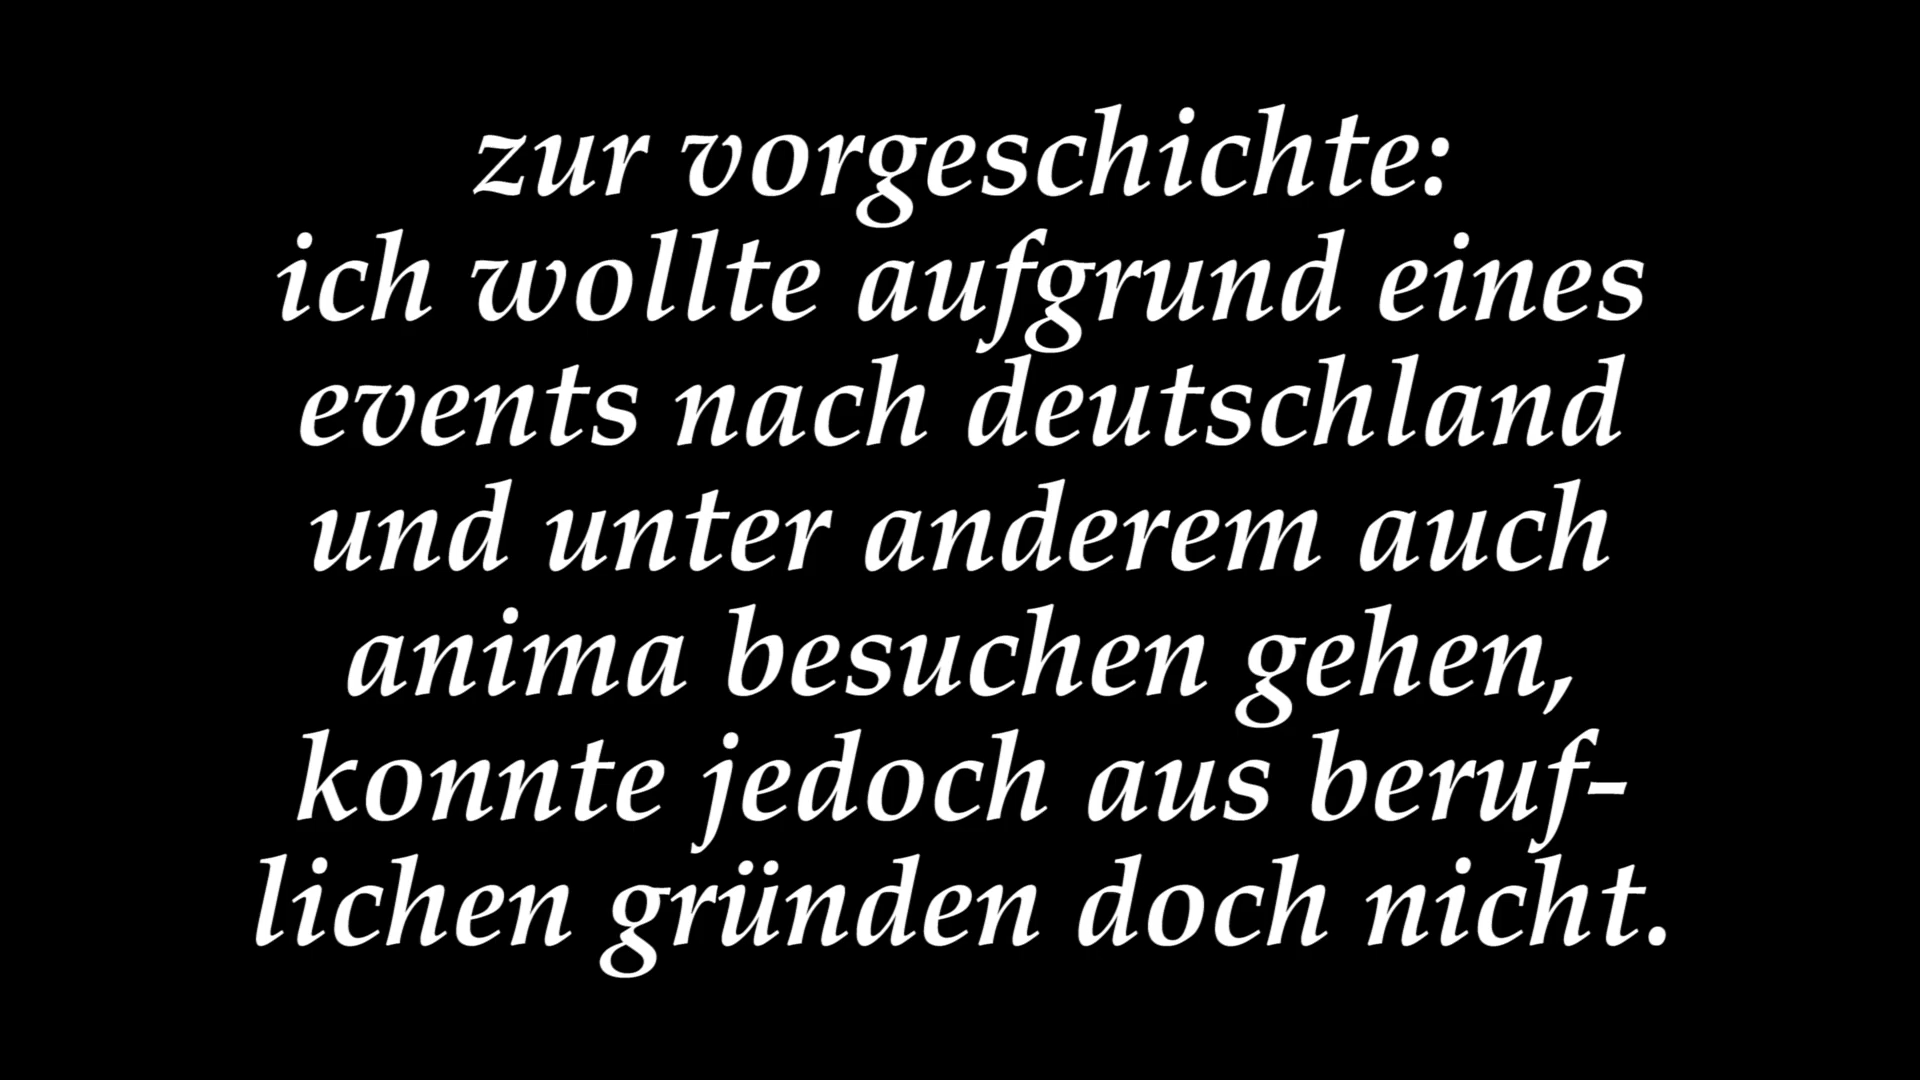 zur vorgeschichte:
ich wollte aufgrund eines
events nach deutschland
und unter anderem auch
anima besuchen gehen,
konnte jedoch aus beruf-
lichen gründen doch nicht.